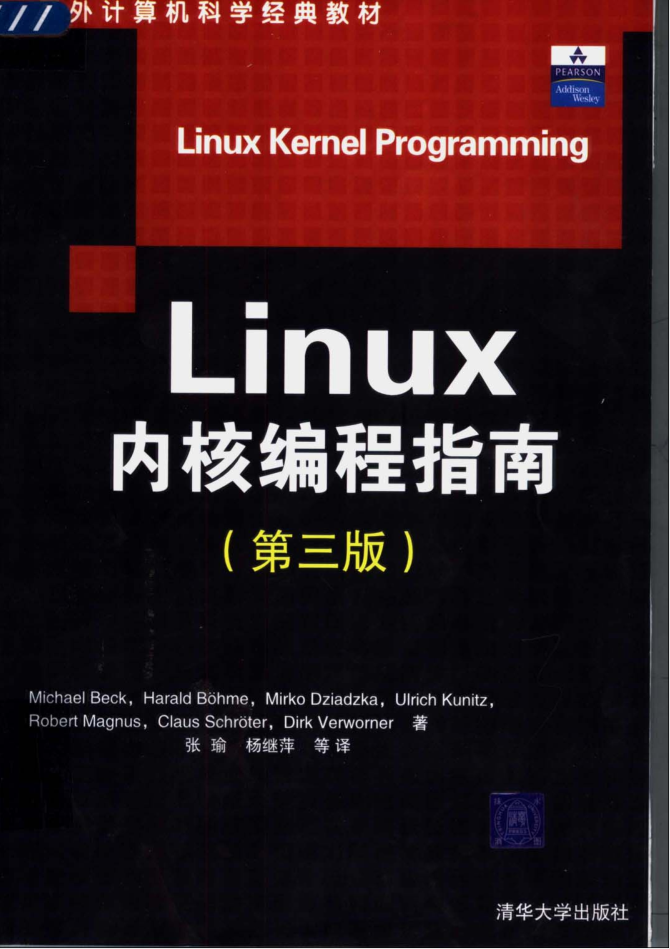 外计算机科学经典教材
PEARSON
Addison
Wesley
Linux Kernel Programming
Linux
内核编程指南
(第三版)
Michael Beck, Harald Böhme, Mirko Dziadzka, Ulrich Kunitz,
Robert Magnus, Claus Schröter, Dirk Verworner 著
张 瑜 杨继萍 等译
清华大学出版社